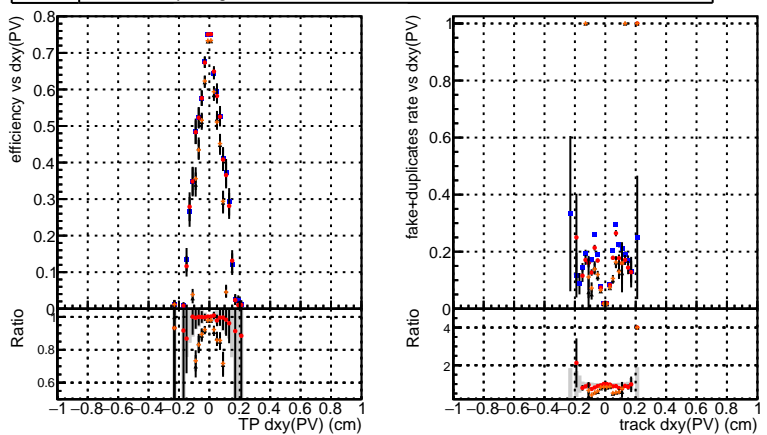 efficiency vs dxy(PV)
0.8
0.7
0.6
0.5
0.4
0.3
0.2
0.1
0
Ratio
1
0.8
0.6
−1 −0.8 −0.6 −0.4 −0.2 0 0.2 0.4 0.6 0.8 1
TP dxy(PV) (cm)
fake+duplicates rate vs dxy(PV)
1
0.8
0.6
0.4
0.2
0
Ratio
4
2
−1 −0.8 −0.6 −0.4 −0.2 0 0.2 0.4 0.6 0.8 1
track dxy(PV) (cm)